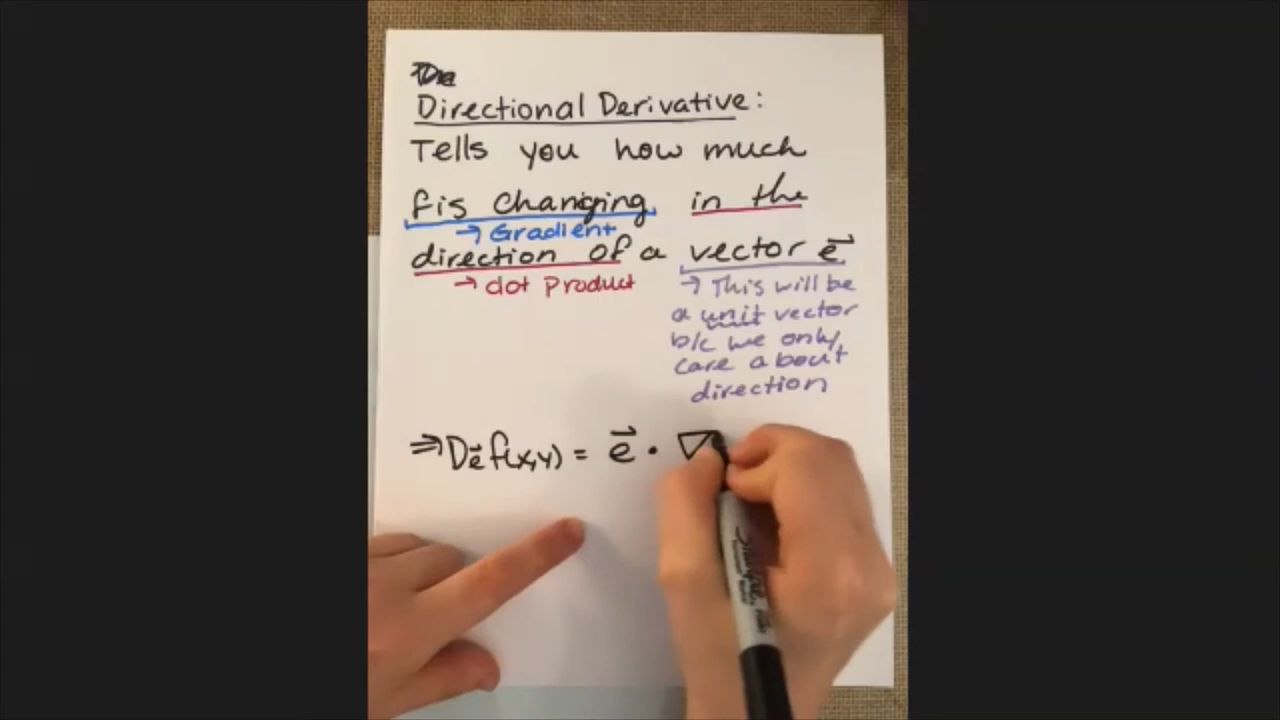 Directional Derivative:
Tells you how much
f is changing in the
→ Gradient
direction of a vector e⃗
→ dot product
→ This will be
a unit vector
b/c we only
care about
direction
⇒ De⃗ f(x,y) = e⃗ · ∇
Sharpie